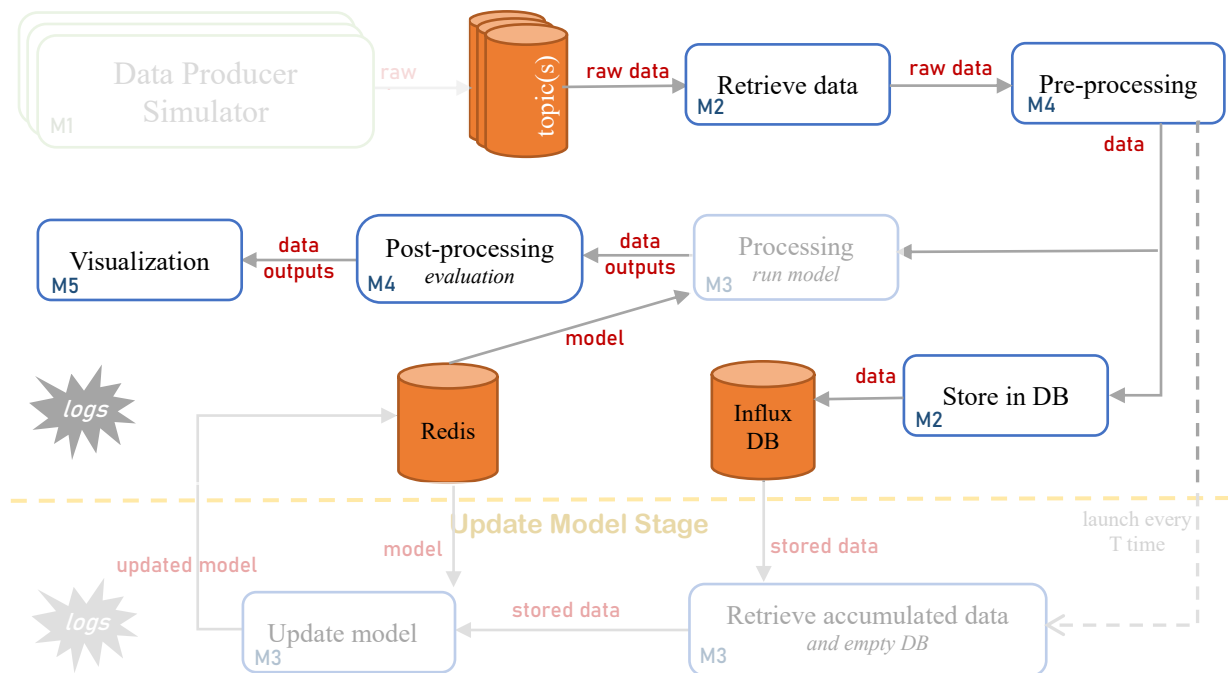 Data Producer
Simulator
M1
raw
topic(s)
raw data
Retrieve data
M2
raw data
Pre-processing
M4
data
Visualization
M5
data
outputs
Post-processing
evaluation
M4
data
outputs
Processing
run model
M3
model
logs
Redis
Influx
DB
data
Store in DB
M2
Update Model Stage
launch every
T time
updated model
model
stored data
logs
Update model
M3
stored data
Retrieve accumulated data
and empty DB
M3